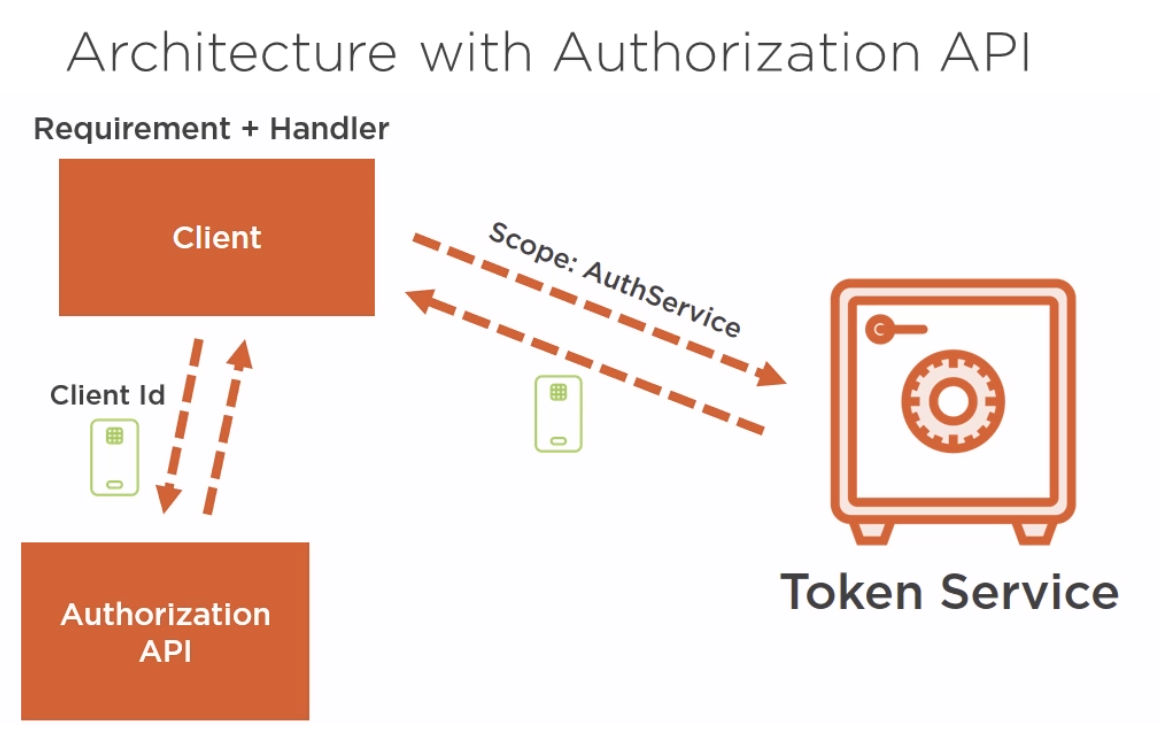 Architecture with Authorization API
Requirement + Handler
Client
Scope: AuthService
Client Id
Authorization
API
Token Service